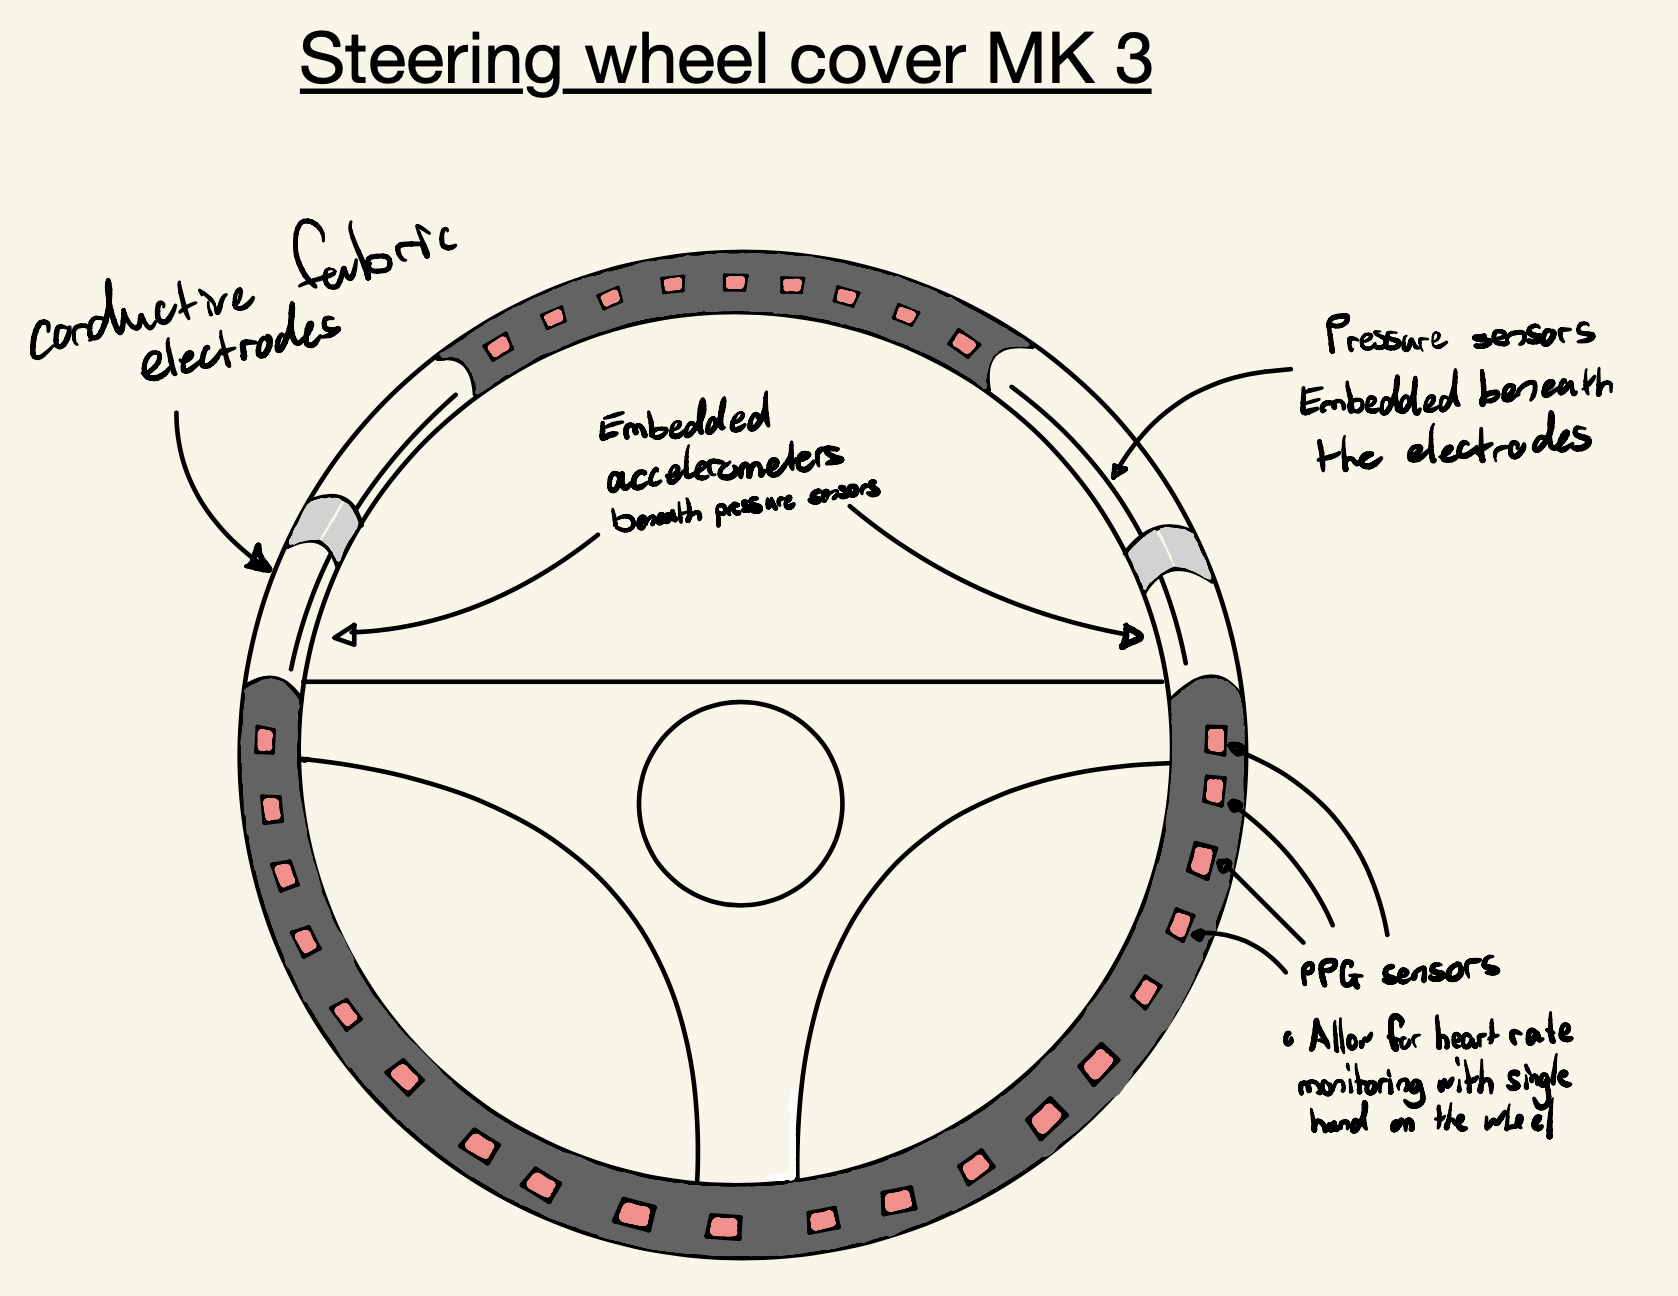 Steering wheel cover MK 3
conductive fabric
electrodes
Embedded
accelerometers
beneath pressure sensors
Pressure sensors
Embedded beneath
the electrodes
PPG sensors
• Allow for heart rate
monitoring with single
hand on the wheel